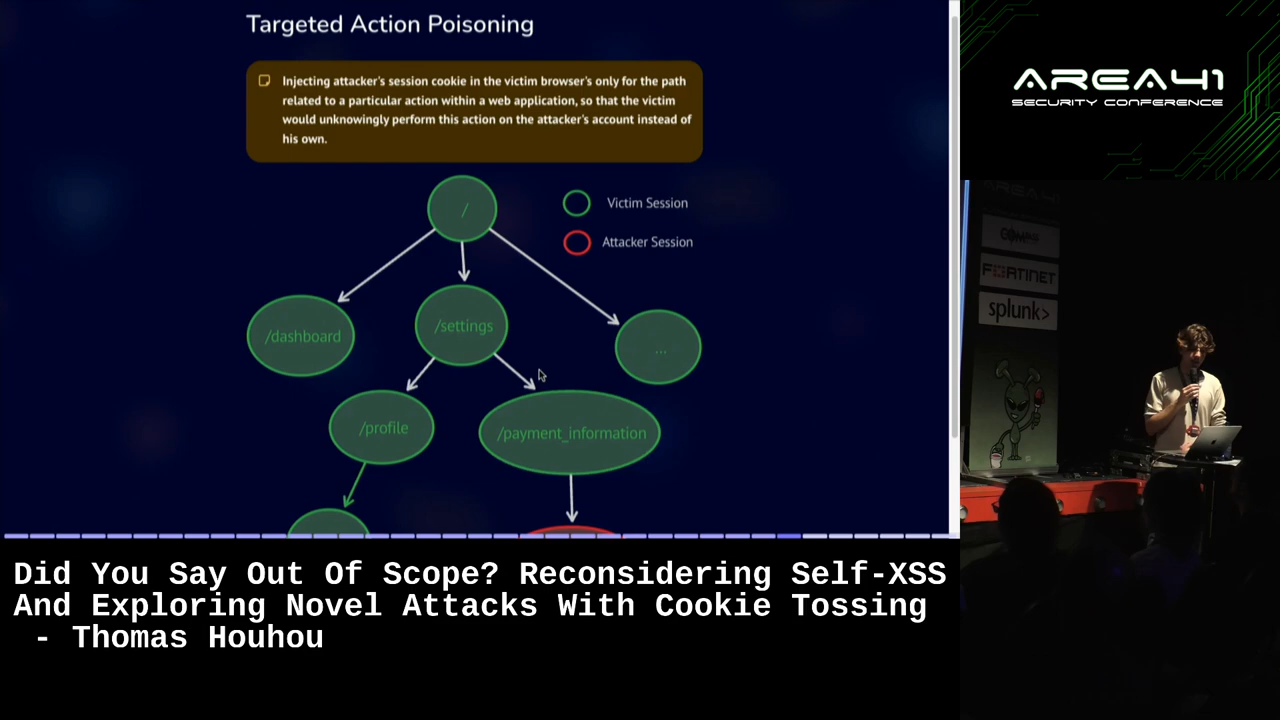 Targeted Action Poisoning
Injecting attacker's session cookie in the victim browser's only for the path
related to a particular action within a web application, so that the victim
would unknowingly perform this action on the attacker's account instead of
his own.
/
Victim Session
Attacker Session
/dashboard
/settings
...
/profile
/payment_information
AREA41
SECURITY CONFERENCE
FORTINET
splunk>
Did You Say Out Of Scope? Reconsidering Self-XSS
And Exploring Novel Attacks With Cookie Tossing
- Thomas Houhou